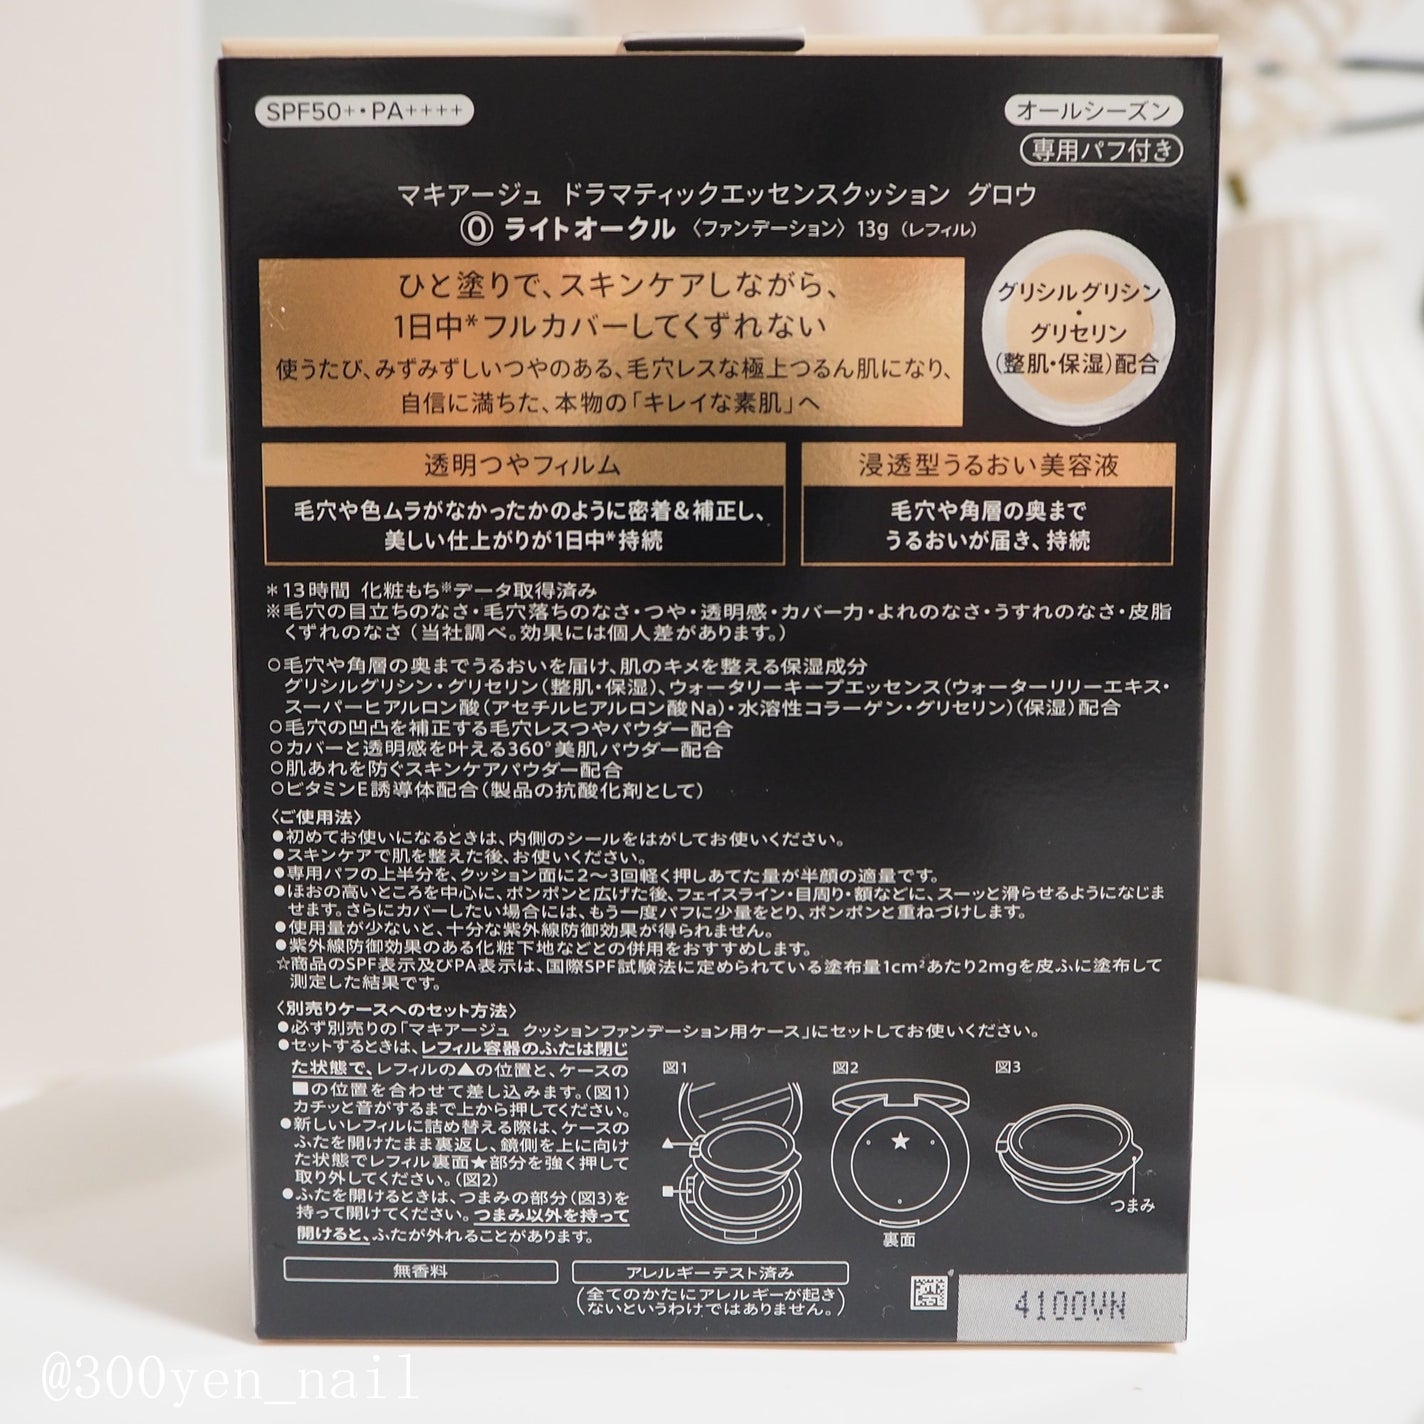 SPF50+・PA++++
オールシーズン
専用パフ付き
マキアージュ ドラマティックエッセンスクッション グロウ
⓪ ライトオークル 〈ファンデーション〉 13g (レフィル)
ひと塗りで、スキンケアしながら、
1日中*フルカバーしてくずれない
使うたび、みずみずしいつやのある、毛穴レスな極上つるん肌になり、
自信に満ちた、本物の「キレイな素肌」へ
グリシルグリシン
・
グリセリン
(整肌・保湿)配合
透明つやフィルム
毛穴や色ムラがなかったかのように密着&補正し、
美しい仕上がりが1日中*持続
浸透型うるおい美容液
毛穴や角層の奥まで
うるおいが届き、持続
*13時間 化粧もち※データ取得済み
※毛穴の目立ちのなさ・毛穴落ちのなさ・つや・透明感・カバー力・よれのなさ・うすれのなさ・皮脂
くずれのなさ (当社調べ。効果には個人差があります。)
○毛穴や角層の奥までうるおいを届け、肌のキメを整える保湿成分
グリシルグリシン・グリセリン(整肌・保湿)、ウォータリーキープエッセンス(ウォーターリリーエキス・
スーパーヒアルロン酸(アセチルヒアルロン酸Na)・水溶性コラーゲン・グリセリン)(保湿)配合
○毛穴の凹凸を補正する毛穴レスつやパウダー配合
○カバーと透明感を叶える360°美肌パウダー配合
○肌あれを防ぐスキンケアパウダー配合
○ビタミンE誘導体配合(製品の抗酸化剤として)
〈ご使用法〉
●初めてお使いになるときは、内側のシールをはがしてお使いください。
●スキンケアで肌を整えた後、お使いください。
●専用パフの上半分を、クッション面に2〜3回軽く押しあてた量が半顔の適量です。
●ほおの高いところを中心に、ポンポンと広げた後、フェイスライン・目周り・額などに、スーッと滑らせるようになじま
せます。さらにカバーしたい場合には、もう一度パフに少量をとり、ポンポンと重ねづけします。
●使用量が少ないと、十分な紫外線防御効果が得られません。
●紫外線防御効果のある化粧下地などとの併用をおすすめします。
☆商品のSPF表示及びPA表示は、国際SPF試験法に定められている塗布量1cm²あたり2mgを皮ふに塗布して
測定した結果です。
〈別売りケースへのセット方法〉
●必ず別売りの「マキアージュ クッションファンデーション用ケース」にセットしてお使いください。
●セットするときは、レフィル容器のふたは閉じ
た状態で、レフィルの▲の位置と、ケースの
■の位置を合わせて差し込みます。(図1)
カチッと音がするまで上から押してください。
●新しいレフィルに詰め替える際は、ケースの
ふたを開けたまま裏返し、鏡側を上に向け
た状態でレフィル裏面★部分を強く押して
取り外してください。(図2)
●ふたを開けるときは、つまみの部分(図3)を
持って開けてください。つまみ以外を持って
開けると、ふたが外れることがあります。
図1
図2
図3
裏面
つまみ
無香料
アレルギーテスト済み
(全てのかたにアレルギーが起き
ないというわけではありません。)
4100VN
@300yen_nail